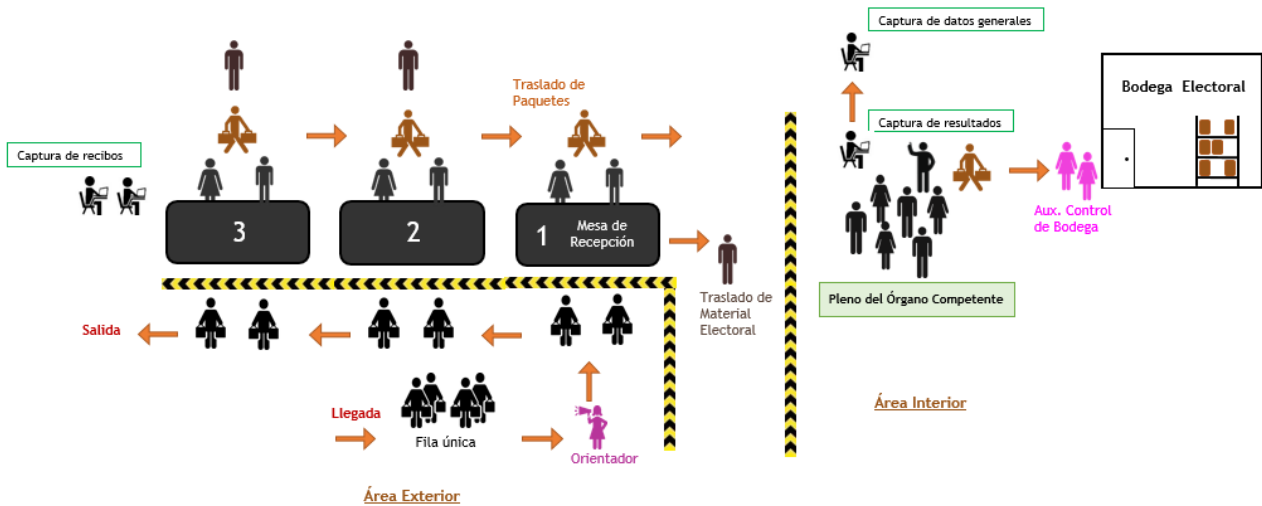 Captura de datos generales
Traslado de
Paquetes
Bodega Electoral
Captura de resultados
Captura de recibos
3
2
1
Mesa de
Recepción
Aux. Control
de Bodega
Traslado de
Material
Electoral
Pleno del Órgano Competente
Salida
Llegada
Fila única
Orientador
Área Interior
Área Exterior